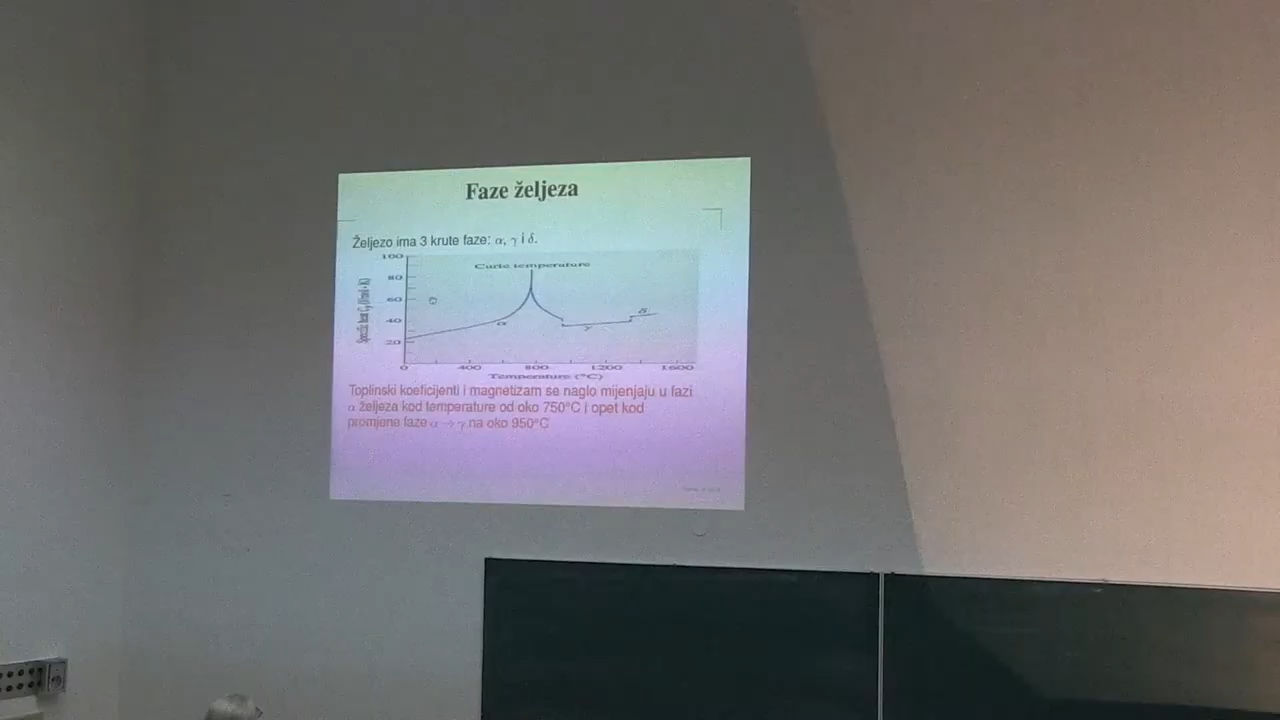 Faze željeza
Željezo ima 3 krute faze: α, γ i δ.
100
80
60
40
20
Curie temperature
α
γ
δ
0 400 800 1200 1600
Temperature (°C)
Toplinski koeficijenti i magnetizam se naglo mijenjaju u fazi
α željeza kod temperature od oko 750°C i opet kod
promjene faze α → γ na oko 950°C